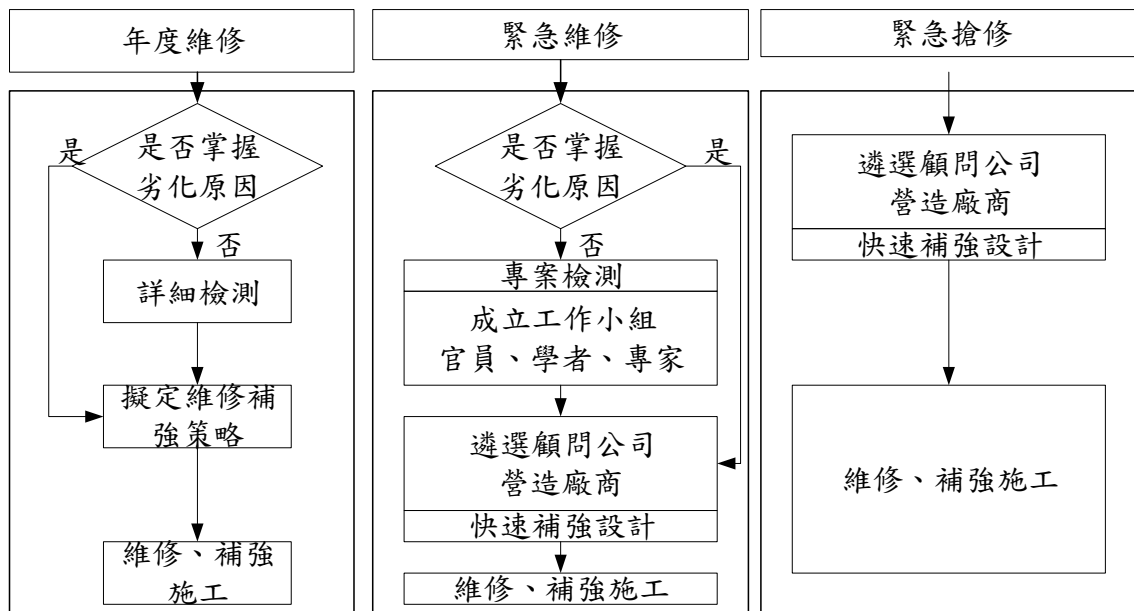 年度維修
是
是否掌握
劣化原因
否
詳細檢測
擬定維修補
強策略
維修、補強
施工
緊急維修
是否掌握
劣化原因
是
否
專案檢測
成立工作小組
官員、學者、專家
遴選顧問公司
營造廠商
快速補強設計
維修、補強施工
緊急搶修
遴選顧問公司
營造廠商
快速補強設計
維修、補強施工